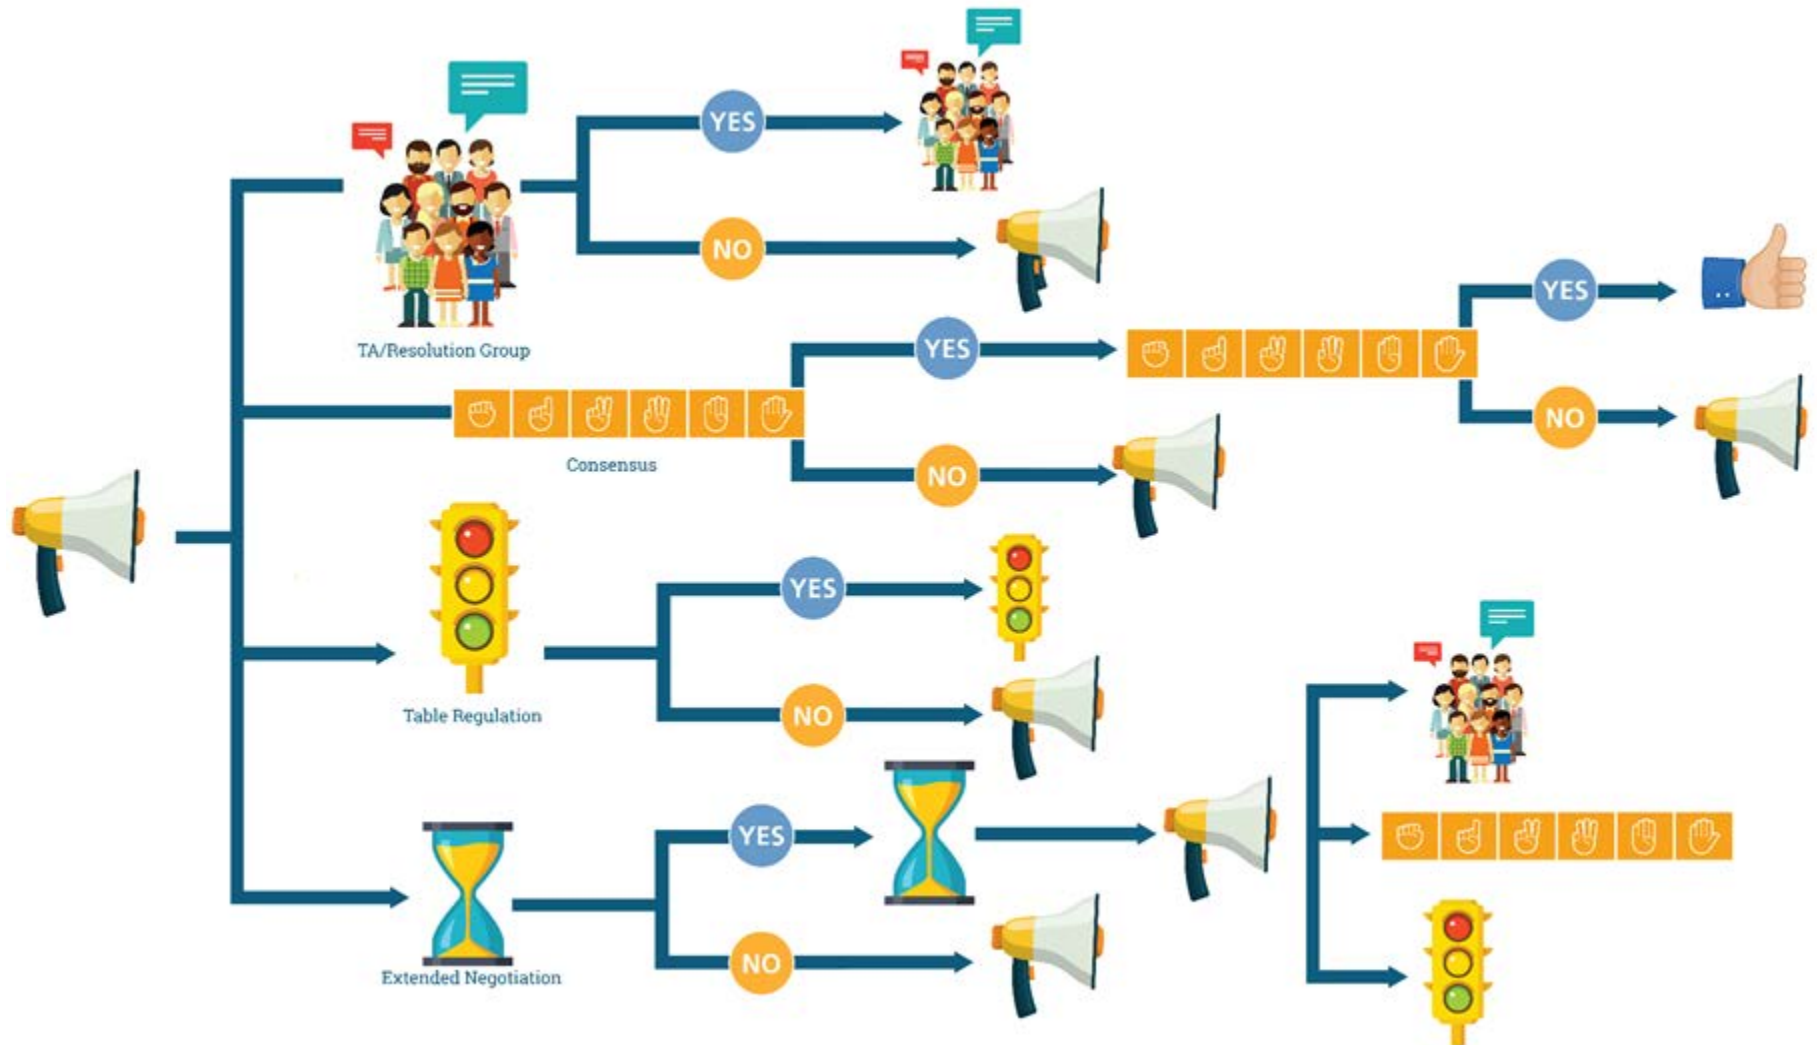 YES
NO
TA/Resolution Group
YES
NO
YES
NO
Consensus
YES
NO
Table Regulation
YES
NO
Extended Negotiation